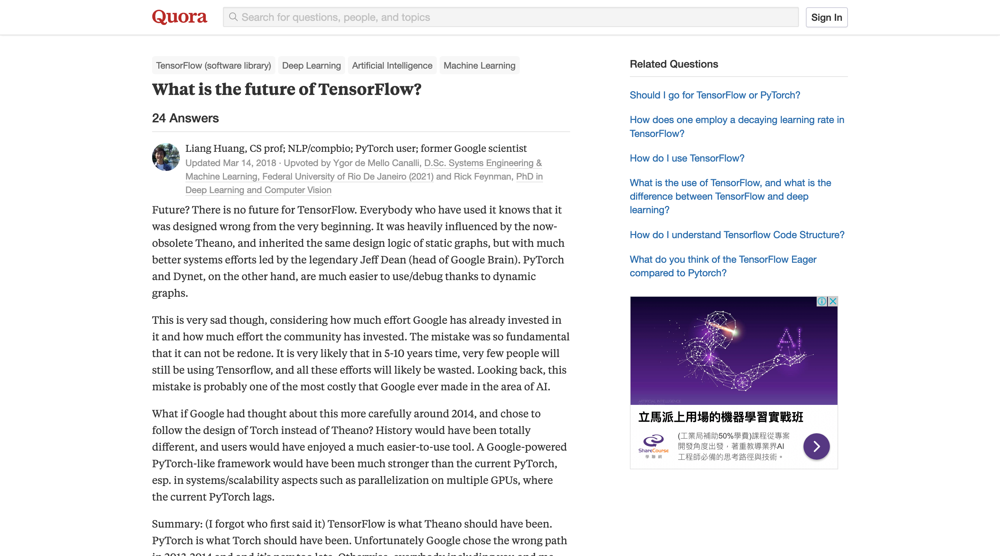 Quora
Search for questions, people, and topics
Sign In
TensorFlow (software library)
Deep Learning
Artificial Intelligence
Machine Learning
What is the future of TensorFlow?
24 Answers
Liang Huang, CS prof; NLP/compbio; PyTorch user; former Google scientist
Updated Mar 14, 2018 · Upvoted by Ygor de Mello Canalli, D.Sc. Systems Engineering &
Machine Learning, Federal University of Rio De Janeiro (2021) and Rick Feynman, PhD in
Deep Learning and Computer Vision
Future? There is no future for TensorFlow. Everybody who have used it knows that it
was designed wrong from the very beginning. It was heavily influenced by the now-
obsolete Theano, and inherited the same design logic of static graphs, but with much
better systems efforts led by the legendary Jeff Dean (head of Google Brain). PyTorch
and Dynet, on the other hand, are much easier to use/debug thanks to dynamic
graphs.
This is very sad though, considering how much effort Google has already invested in
it and how much effort the community has invested. The mistake was so fundamental
that it can not be redone. It is very likely that in 5-10 years time, very few people will
still be using Tensorflow, and all these efforts will likely be wasted. Looking back, this
mistake is probably one of the most costly that Google ever made in the area of AI.
What if Google had thought about this more carefully around 2014, and chose to
follow the design of Torch instead of Theano? History would have been totally
different, and users would have enjoyed a much easier-to-use tool. A Google-powered
PyTorch-like framework would have been much stronger than the current PyTorch,
esp. in systems/scalability aspects such as parallelization on multiple GPUs, where
the current PyTorch lags.
Summary: (I forgot who first said it) TensorFlow is what Theano should have been.
PyTorch is what Torch should have been. Unfortunately Google chose the wrong path
in 2013-2014 and and it's now too late. Otherwise, everybody including you and me
Related Questions
Should I go for TensorFlow or PyTorch?
How does one employ a decaying learning rate in
TensorFlow?
How do I use TensorFlow?
What is the use of TensorFlow, and what is the
difference between TensorFlow and deep
learning?
How do I understand Tensorflow Code Structure?
What do you think of the TensorFlow Eager
compared to Pytorch?
AI
ARTIFICIAL INTELLIGENCE
立馬派上用場的機器學習實戰班
ShareCourse
學聯網
(工業局補助50%學費)課程從專案
開發角度出發，著重教導業界AI
工程師必備的思考路徑與技術。